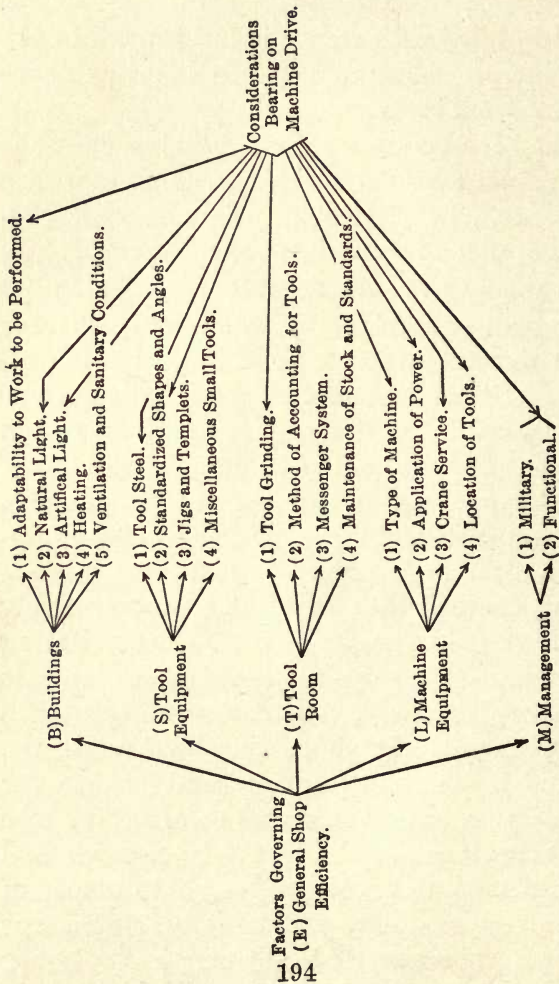 Factors Governing
(E) General Shop
Efficiency.
(B) Buildings
(1) Adaptability to Work to be Performed.
(2) Natural Light.
(3) Artifical Light.
(4) Heating.
(5) Ventilation and Sanitary Conditions.
(S) Tool
Equipment
(1) Tool Steel.
(2) Standardized Shapes and Angles.
(3) Jigs and Templets.
(4) Miscellaneous Small Tools.
(T) Tool
Room
(1) Tool Grinding.
(2) Method of Accounting for Tools.
(3) Messenger System.
(4) Maintenance of Stock and Standards.
(L) Machine
Equipment
(1) Type of Machine.
(2) Application of Power.
(3) Crane Service.
(4) Location of Tools.
(M) Management
(1) Military.
(2) Functional.
Considerations
Bearing on
Machine Drive.
194